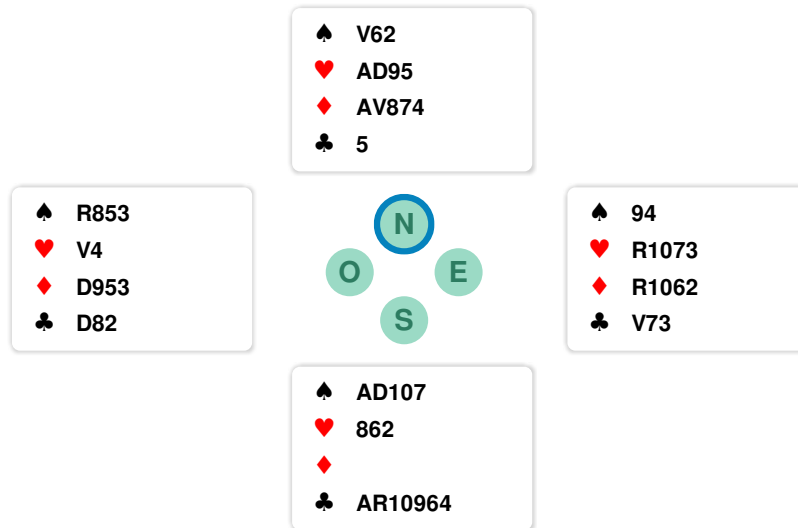 ♠ V62
♥ AD95
♦ AV874
♣ 5
♠ R853
♥ V4
♦ D953
♣ D82
N
O E
S
♠ 94
♥ R1073
♦ R1062
♣ V73
♠ AD107
♥ 862
♦
♣ AR10964